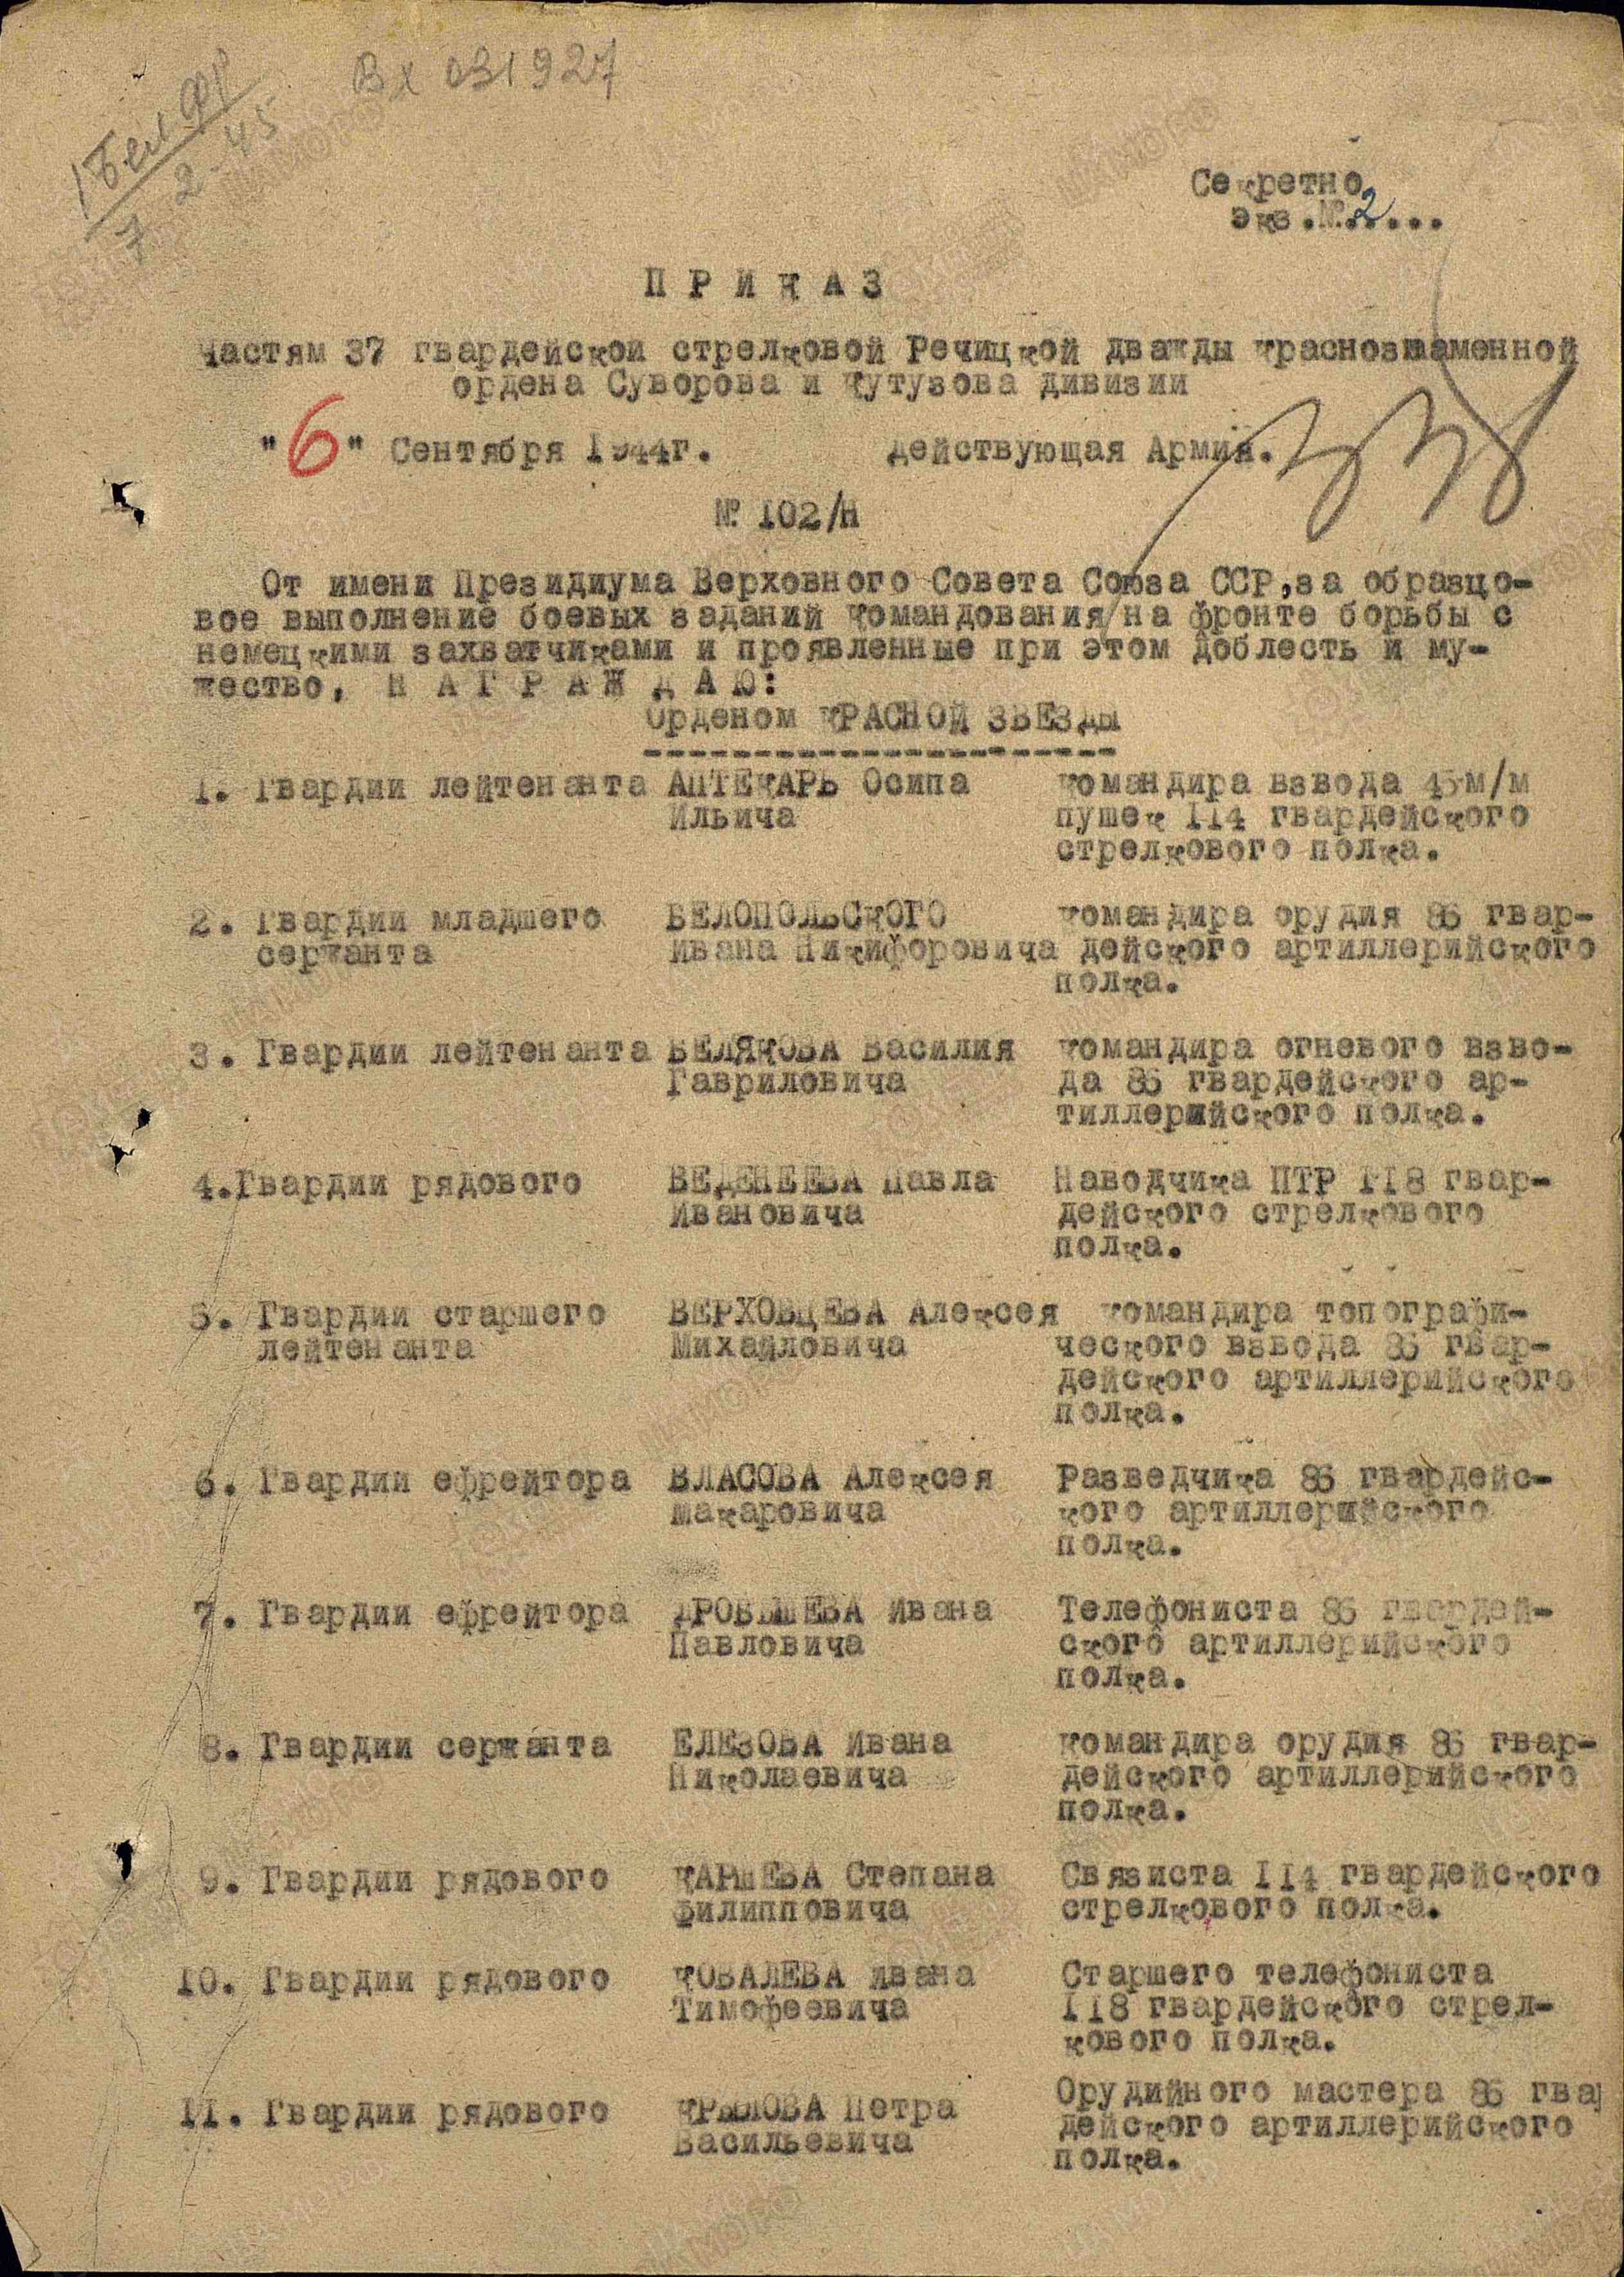 Вх 031927
1 Бел фр
7 2-45
Секретно
экз.№.2....
ПРИКАЗ
частям 37 гвардейской стрелковой Речицкой дважды краснознаменной
ордена Суворова и Кутузова дивизии
"6" Сентября 1944г. действующая Армия.
№ 102/Н
От имени Президиума Верховного Совета Союза ССР,за образцо-
вое выполнение боевых заданий командования на фронте борьбы с
немецкими захватчиками и проявленные при этом доблесть и му-
жество, Н А Г Р А Ж Д А Ю:
Орденом КРАСНОЙ ЗВЕЗДЫ
1. Гвардии лейтенанта АПТЕКАРЬ Осипа командира взвода 45м/м
Ильича пушек 114 гвардейского
стрелкового полка.
2. Гвардии младшего БЕЛОПОЛЬСКОГО командира орудия 86 гвар-
сержанта Ивана Никифоровича дейского артиллерийского
полка.
3. Гвардии лейтенанта БЕЛЯКОВА Василия командира огневого взво-
Гавриловича да 86 гвардейского ар-
тиллерийского полка.
4.Гвардии рядового ВЕДЕНЕЕВА Павла Наводчика ПТР 118 гвар-
Ивановича дейского стрелкового
полка.
5. Гвардии старшего ВЕРХОВЦЕВА Алексея командира топографи-
лейтенанта Михайловича ческого взвода 86 гвар-
дейского артиллерийского
полка.
6. Гвардии ефрейтора ВЛАСОВА Алексея Разведчика 86 гвардейс-
Макаровича кого артиллерийского
полка.
7. Гвардии ефрейтора ДРОБЫШЕВА Ивана Телефониста 86 гвардей-
Павловича ского артиллерийского
полка.
8. Гвардии сержанта ЕЛЕЗОВА Ивана командира орудия 86 гвар-
Николаевича дейского артиллерийского
полка.
9. Гвардии рядового КАРШЕВА Степана Связиста 114 гвардейского
Филипповича стрелкового полка.
10. Гвардии рядового КОВАЛЕВА Ивана Старшего телефониста
Тимофеевича 118 гвардейского стрел-
кового полка.
Орудийного мастера 86 гвар
11. Гвардии рядового Петра дейского артиллерийского
Васильевича полка.